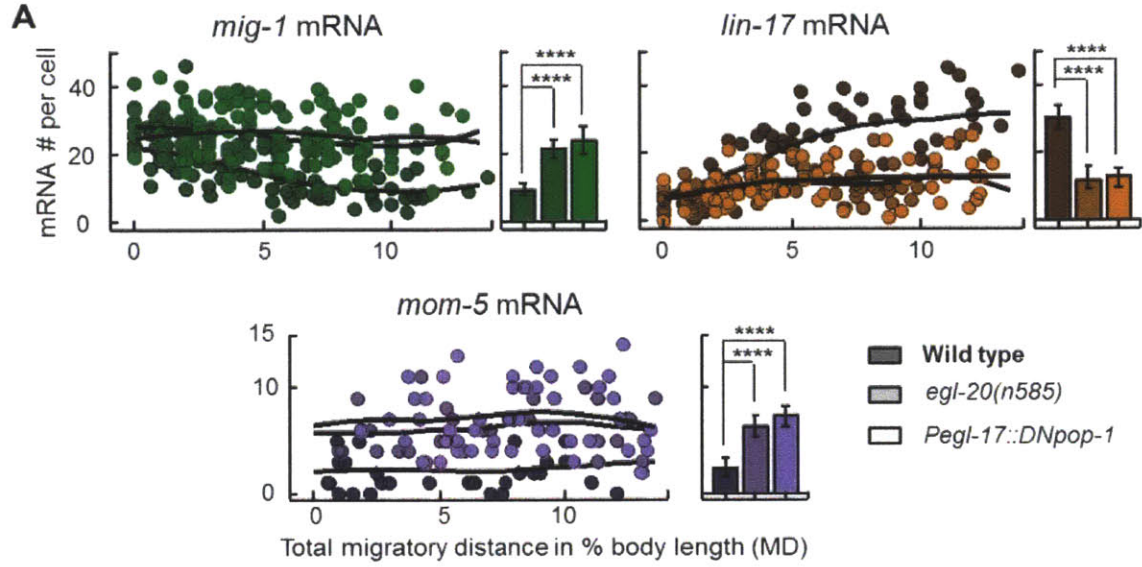 A
mig-1 mRNA
lin-17 mRNA
mRNA # per cell
40
20
0
0
5
10
****
****
0
5
10
****
****
mom-5 mRNA
15
10
0
0
5
10
****
****
Wild type
egl-20(n585)
Pegl-17::DNpop-1
Total migratory distance in % body length (MD)